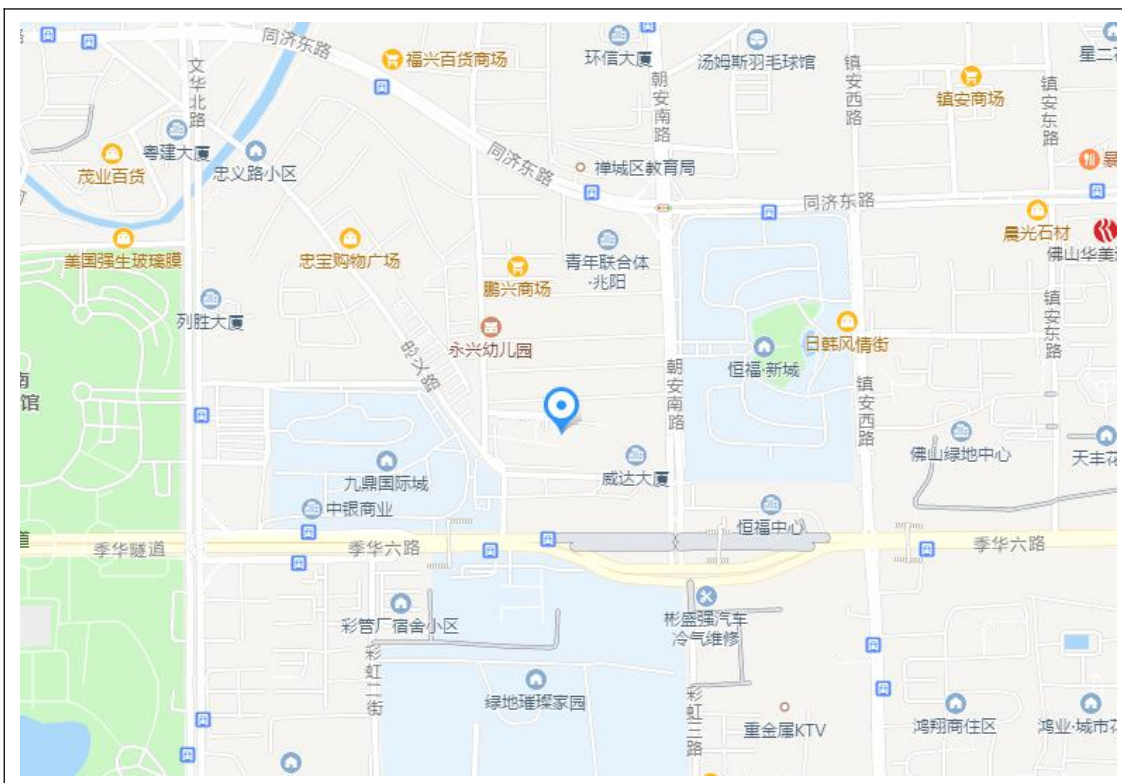 同济东路
福兴百货商场
环信大厦
汤姆斯羽毛球馆
星二花
文华北路
朝安南路
镇安西路
镇安商场
镇安东路
粤建大厦
茂业百货
忠义路小区
同济东路
禅城区教育局
暴
同济东路
晨光石材
佛山华美
美国强生玻璃膜
忠宝购物广场
青年联合体
·兆阳
鹏兴商场
列胜大厦
永兴幼儿园
日韩风情街
镇安东路
恒福·新城
南
馆
朝安南路
镇安西路
九鼎国际城
威达大厦
佛山绿地中心
天丰花
中银商业
恒福中心
道
季华隧道
季华六路
季华六路
彩管厂宿舍小区
彬盛强汽车
冷气维修
彩虹二街
绿地璀璨家园
彩虹三路
重金属KTV
鸿翔商住区
鸿业·城市花